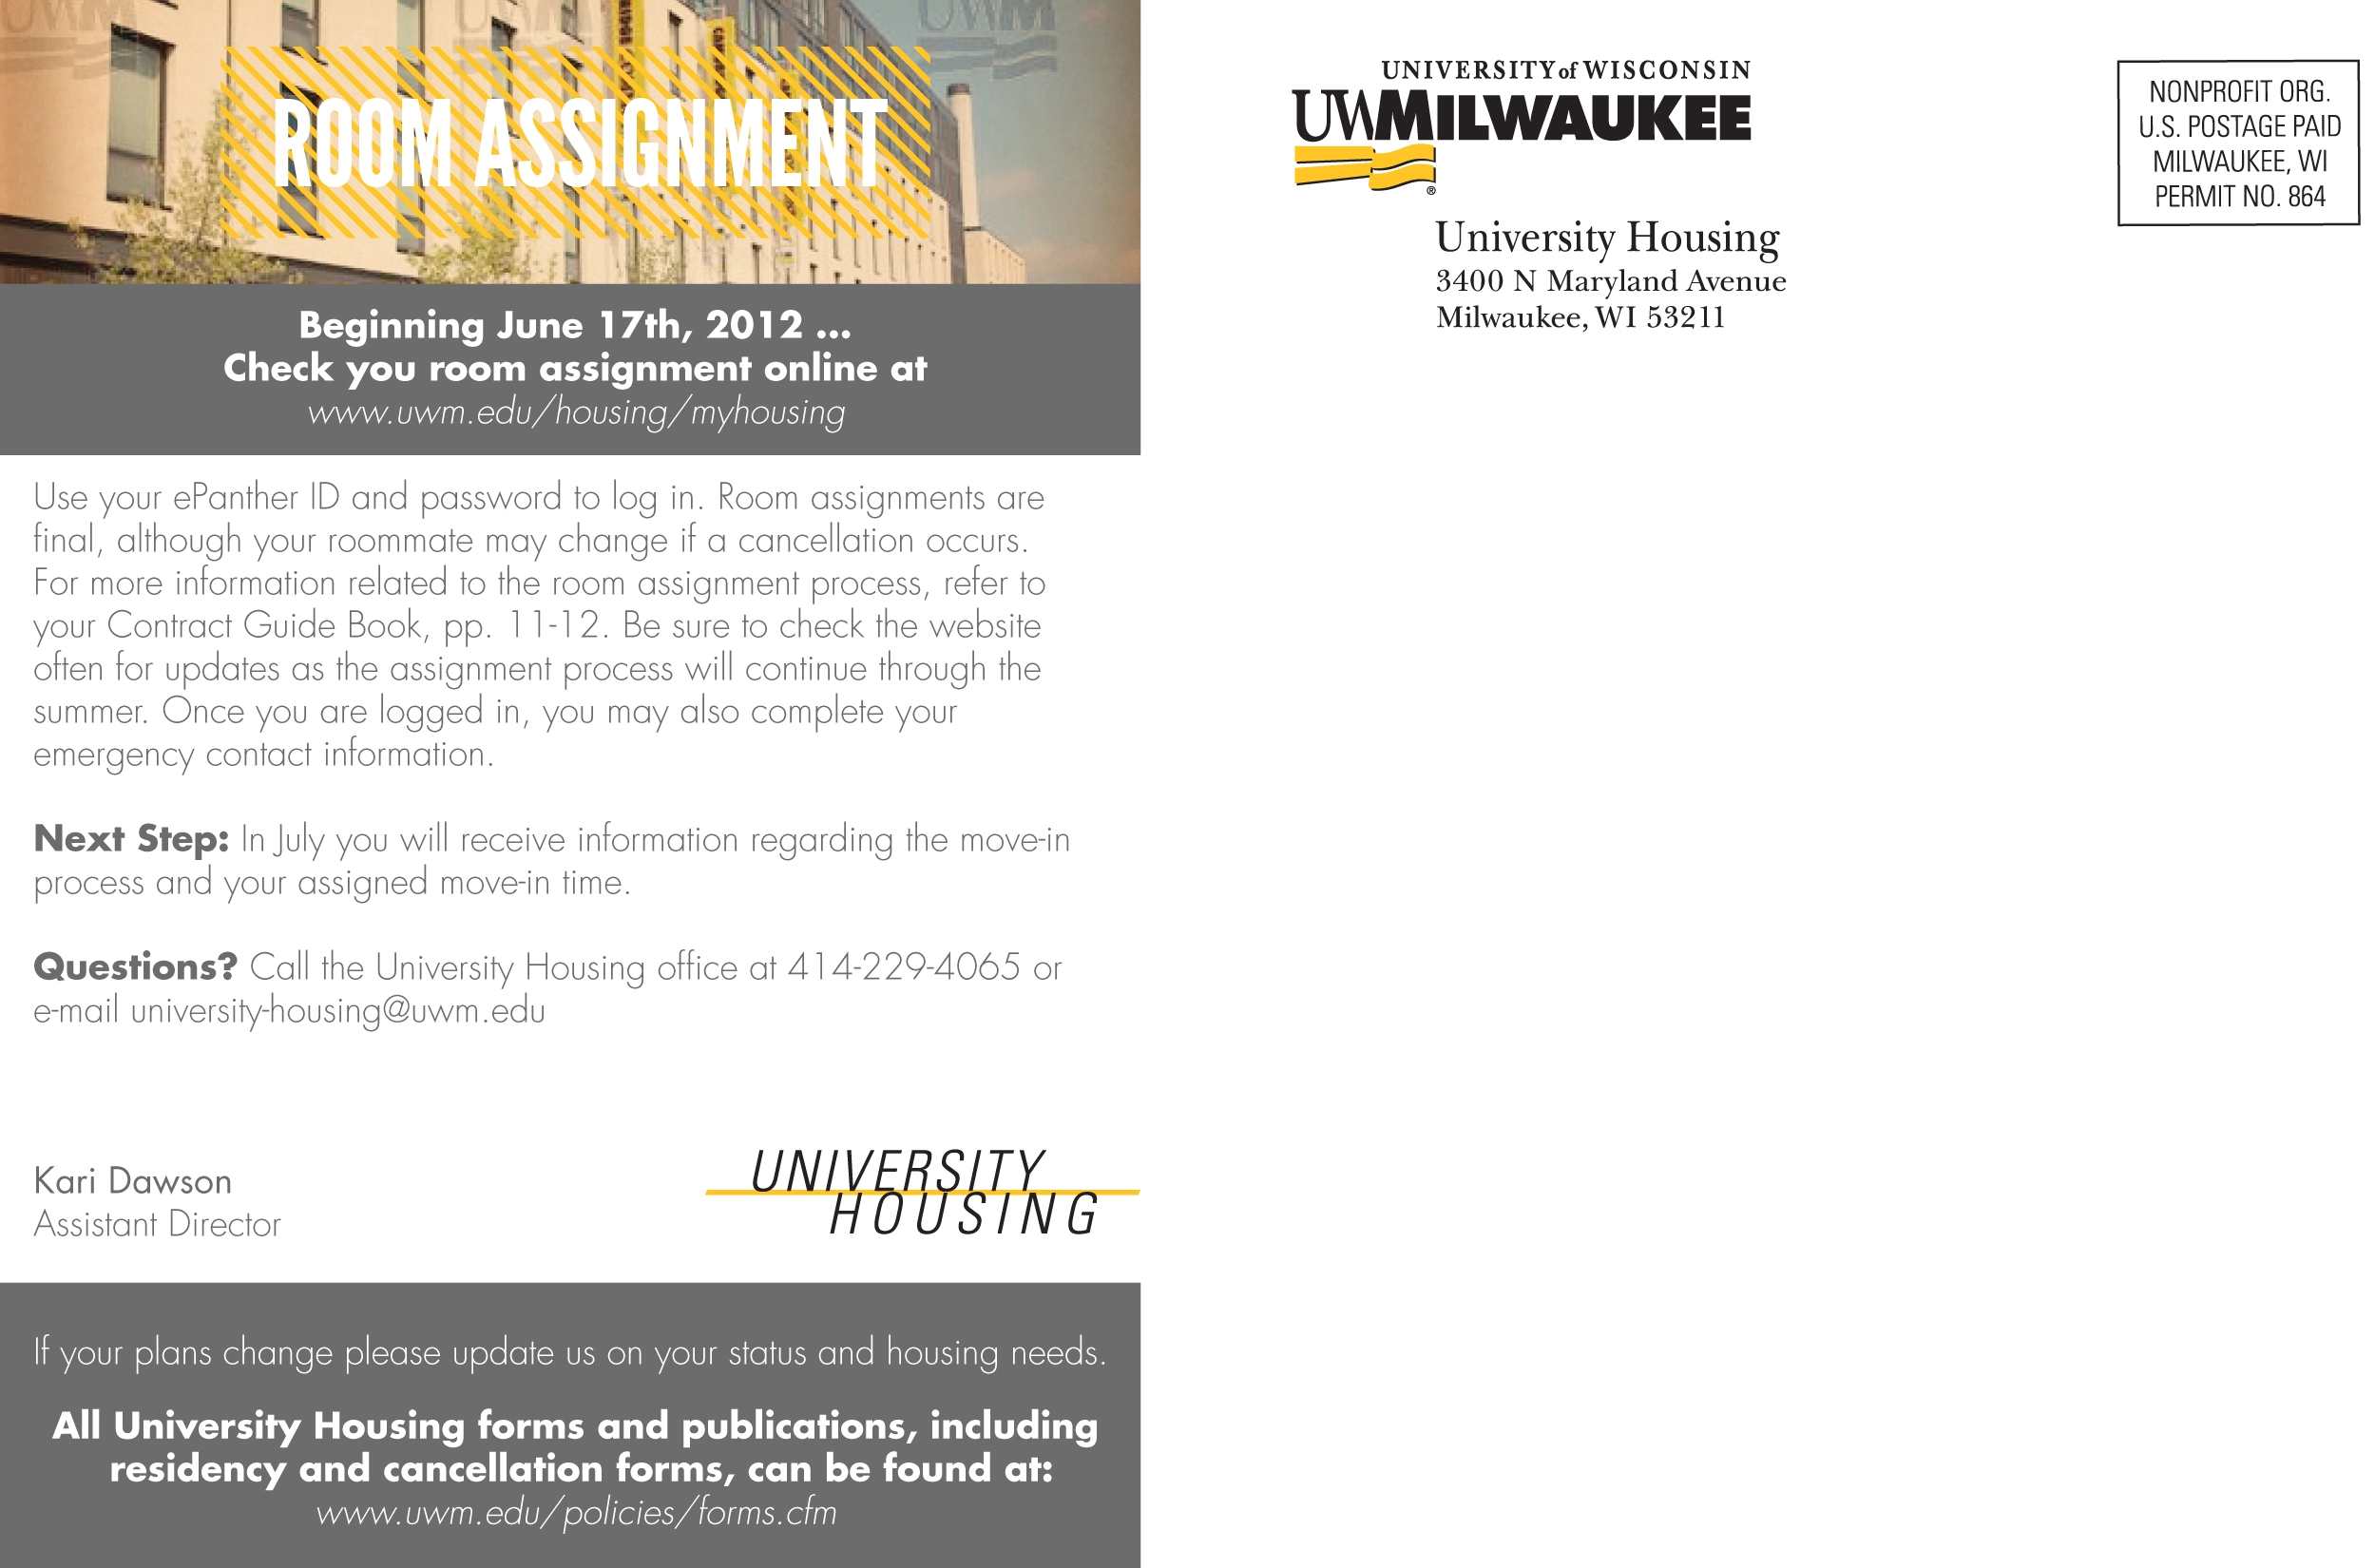 UWM
UWM
UWM
ROOM ASSIGNMENT
Beginning June 17th, 2012 ...
Check you room assignment online at
www.uwm.edu/housing/myhousing
Use your ePanther ID and password to log in. Room assignments are
final, although your roommate may change if a cancellation occurs.
For more information related to the room assignment process, refer to
your Contract Guide Book, pp. 11-12. Be sure to check the website
often for updates as the assignment process will continue through the
summer. Once you are logged in, you may also complete your
emergency contact information.
Next Step: In July you will receive information regarding the move-in
process and your assigned move-in time.
Questions? Call the University Housing office at 414-229-4065 or
e-mail university-housing@uwm.edu
Kari Dawson
Assistant Director
UNIVERSITY
HOUSING
If your plans change please update us on your status and housing needs.
All University Housing forms and publications, including
residency and cancellation forms, can be found at:
www.uwm.edu/policies/forms.cfm
UNIVERSITY of WISCONSIN
UWMILWAUKEE
®
University Housing
3400 N Maryland Avenue
Milwaukee, WI 53211
NONPROFIT ORG.
U.S. POSTAGE PAID
MILWAUKEE, WI
PERMIT NO. 864